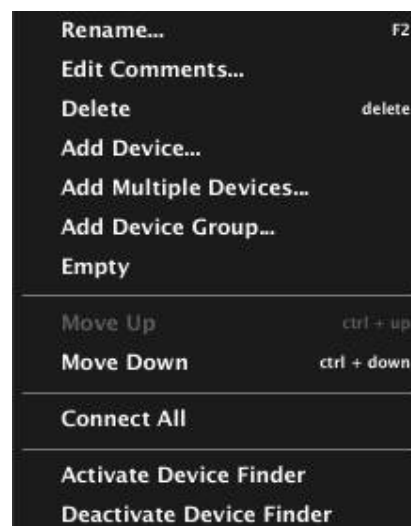 Rename... F2
Edit Comments...
Delete delete
Add Device...
Add Multiple Devices...
Add Device Group...
Empty
Move Up ctrl + up
Move Down ctrl + down
Connect All
Activate Device Finder
Deactivate Device Finder